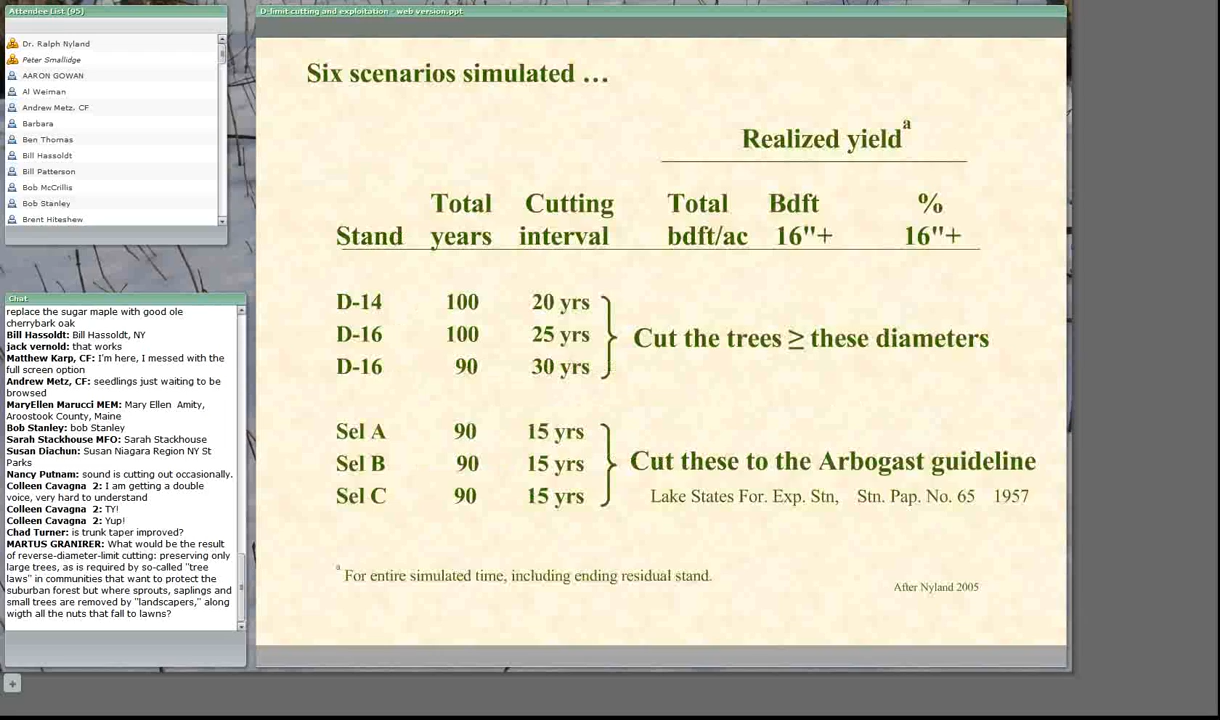 Attendee List (95)
Dr. Ralph Nyland
Peter Smallidge
AARON GOWAN
Al Weiman
Andrew Metz, CF
Barbara
Ben Thomas
Bill Hassoldt
Bill Patterson
Bob McCrillis
Bob Stanley
Brent Hiteshew
Chat
replace the sugar maple with good ole
cherrybark oak
Bill Hassoldt: Bill Hassoldt, NY
jack vernold: that works
Matthew Karp, CF: I'm here, I messed with the
full screen option
Andrew Metz, CF: seedlings just waiting to be
browsed
MaryEllen Marucci MEM: Mary Ellen Amity,
Aroostook County, Maine
Bob Stanley: bob Stanley
Sarah Stackhouse MFO: Sarah Stackhouse
Susan Diachun: Susan Niagara Region NY St
Parks
Nancy Putnam: sound is cutting out occasionally.
Colleen Cavagna 2: I am getting a double
voice, very hard to understand
Colleen Cavagna 2: TY!
Colleen Cavagna 2: Yup!
Chad Turner: is trunk taper improved?
MARTUS GRANIRER: What would be the result
of reverse-diameter-limit cutting: preserving only
large trees, as is required by so-called "tree
laws" in communities that want to protect the
suburban forest but where sprouts, saplings and
small trees are removed by "landscapers," along
wigth all the nuts that fall to lawns?
D-limit cutting and exploitation - web version.ppt
Six scenarios simulated …
Realized yield a
Total Cutting Total Bdft %
Stand years interval bdft/ac 16"+ 16"+
D-14 100 20 yrs
D-16 100 25 yrs
Cut the trees ≥ these diameters
D-16 90 30 yrs
Sel A 90 15 yrs
Sel B 90 15 yrs
Cut these to the Arbogast guideline
Sel C 90 15 yrs
Lake States For. Exp. Stn, Stn. Pap. No. 65 1957
a For entire simulated time, including ending residual stand.
After Nyland 2005